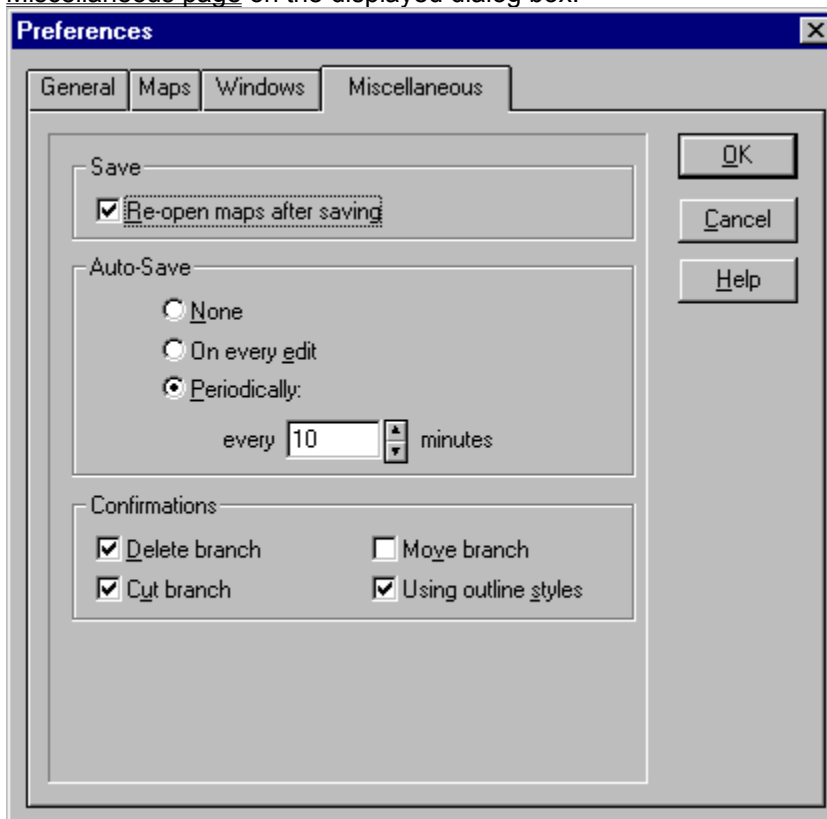 Miscellaneous page on the displayed dialog box.
Preferences
General Maps Windows Miscellaneous
Save
Re-open maps after saving
Auto-Save
None
On every edit
Periodically:
every 10 minutes
Confirmations
Delete branch Move branch
Cut branch Using outline styles
OK
Cancel
Help